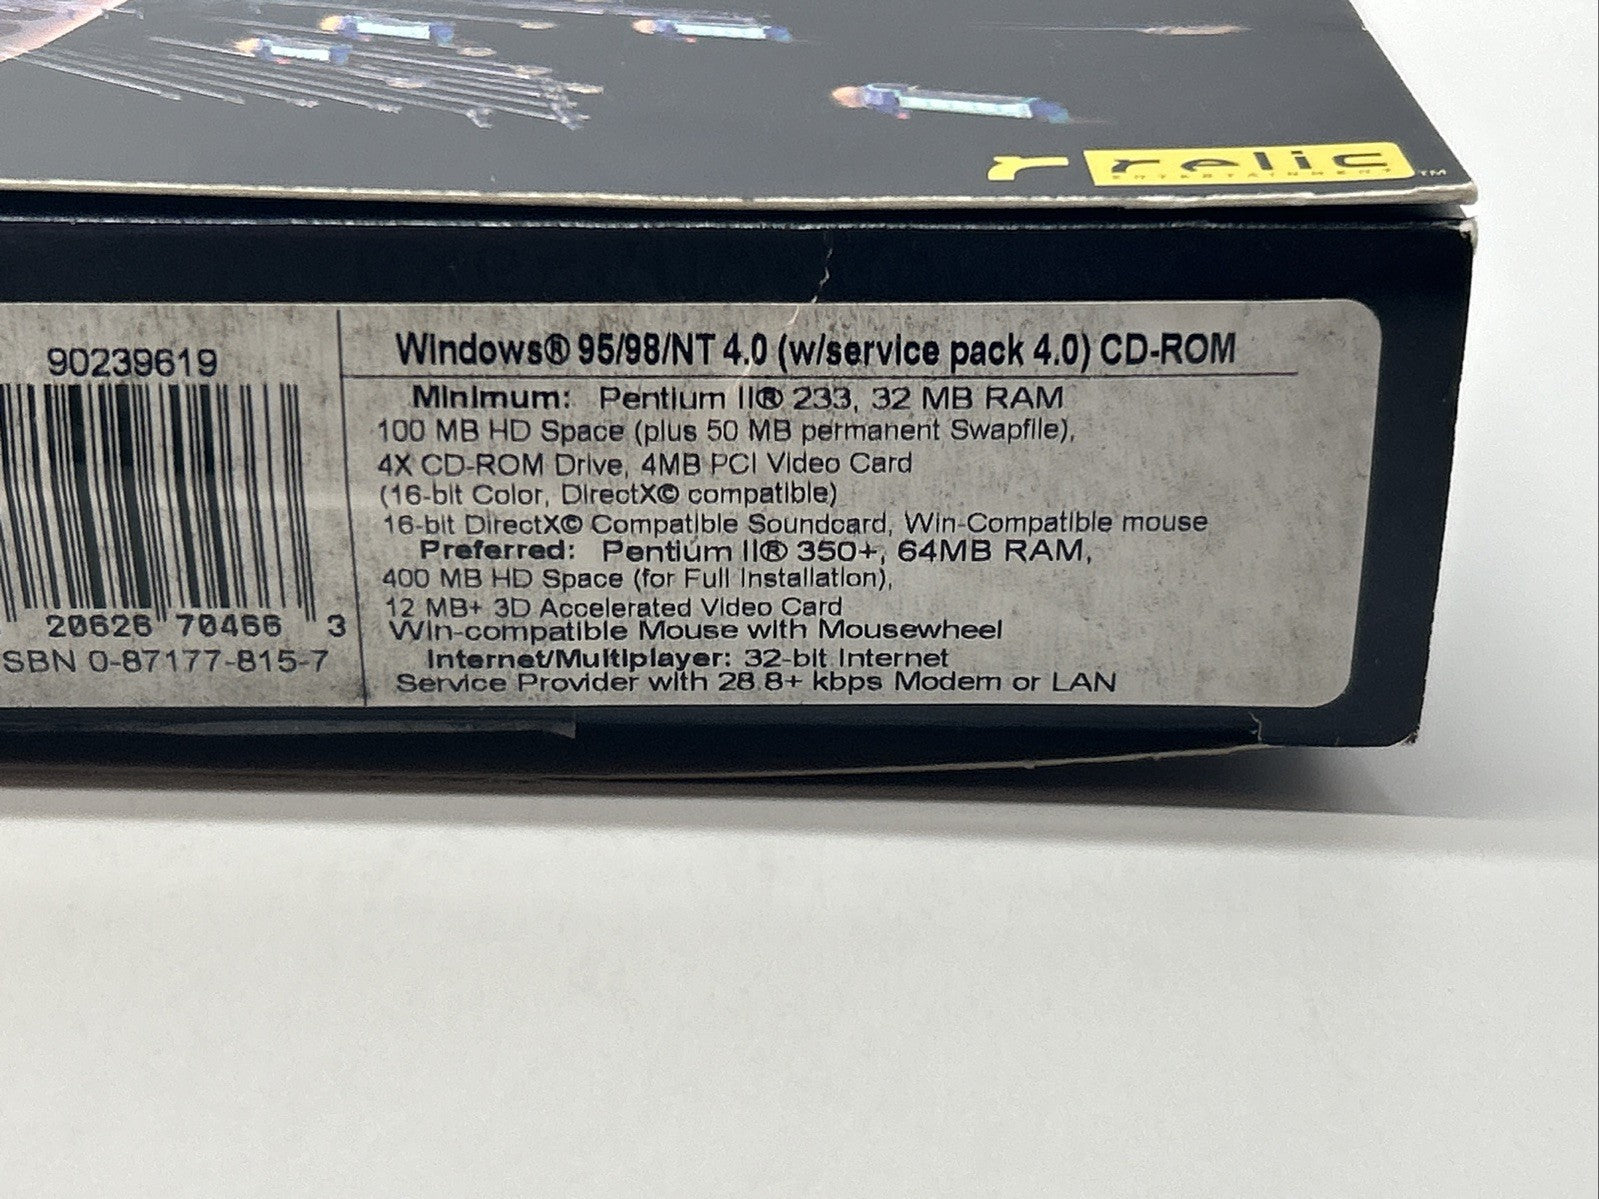 r relic
ENTERTAINMENT ™
90239619
20626 70466 3
SBN 0-87177-815-7
Windows® 95/98/NT 4.0 (w/service pack 4.0) CD-ROM
Minimum: Pentium II® 233, 32 MB RAM
100 MB HD Space (plus 50 MB permanent Swapfile),
4X CD-ROM Drive, 4MB PCI Video Card
(16-bit Color, DirectX© compatible)
16-bit DirectX© Compatible Soundcard, Win-Compatible mouse
Preferred: Pentium II® 350+, 64MB RAM,
400 MB HD Space (for Full Installation),
12 MB+ 3D Accelerated Video Card
Win-compatible Mouse with Mousewheel
Internet/Multiplayer: 32-bit Internet
Service Provider with 28.8+ kbps Modem or LAN